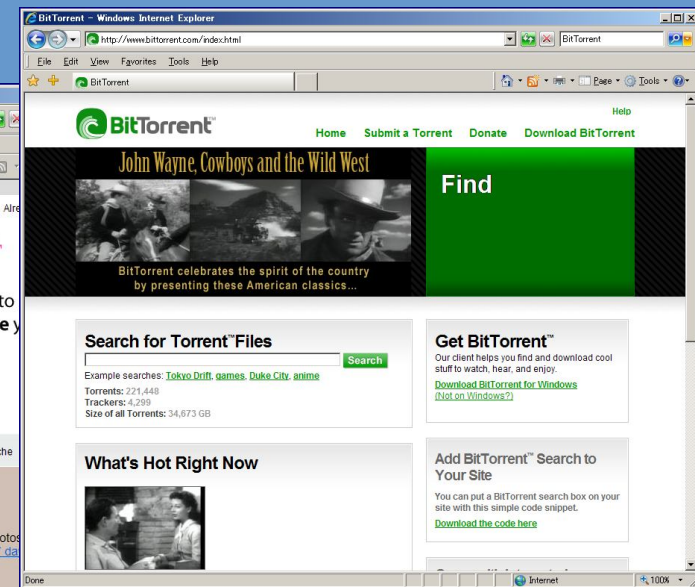 BitTorrent - Windows Internet Explorer
http://www.bittorrent.com/index.html
BitTorrent
File Edit View Favorites Tools Help
BitTorrent
Page Tools
Help
BitTorrent™
Home Submit a Torrent Donate Download BitTorrent
John Wayne, Cowboys and the Wild West
BitTorrent celebrates the spirit of the country
by presenting these American classics...
Find
Search for Torrent™Files
Search
Example searches: Tokyo Drift, games, Duke City, anime
Torrents: 221,448
Trackers: 4,299
Size of all Torrents: 34,673 GB
What's Hot Right Now
Get BitTorrent™
Our client helps you find and download cool
stuff to watch, hear, and enjoy.
Download BitTorrent for Windows
(Not on Windows?)
Add BitTorrent™ Search to
Your Site
You can put a BitTorrent search box on your
site with this simple code snippet.
Download the code here
Done
Internet
100%
Alre
to
e y
che
otos
da